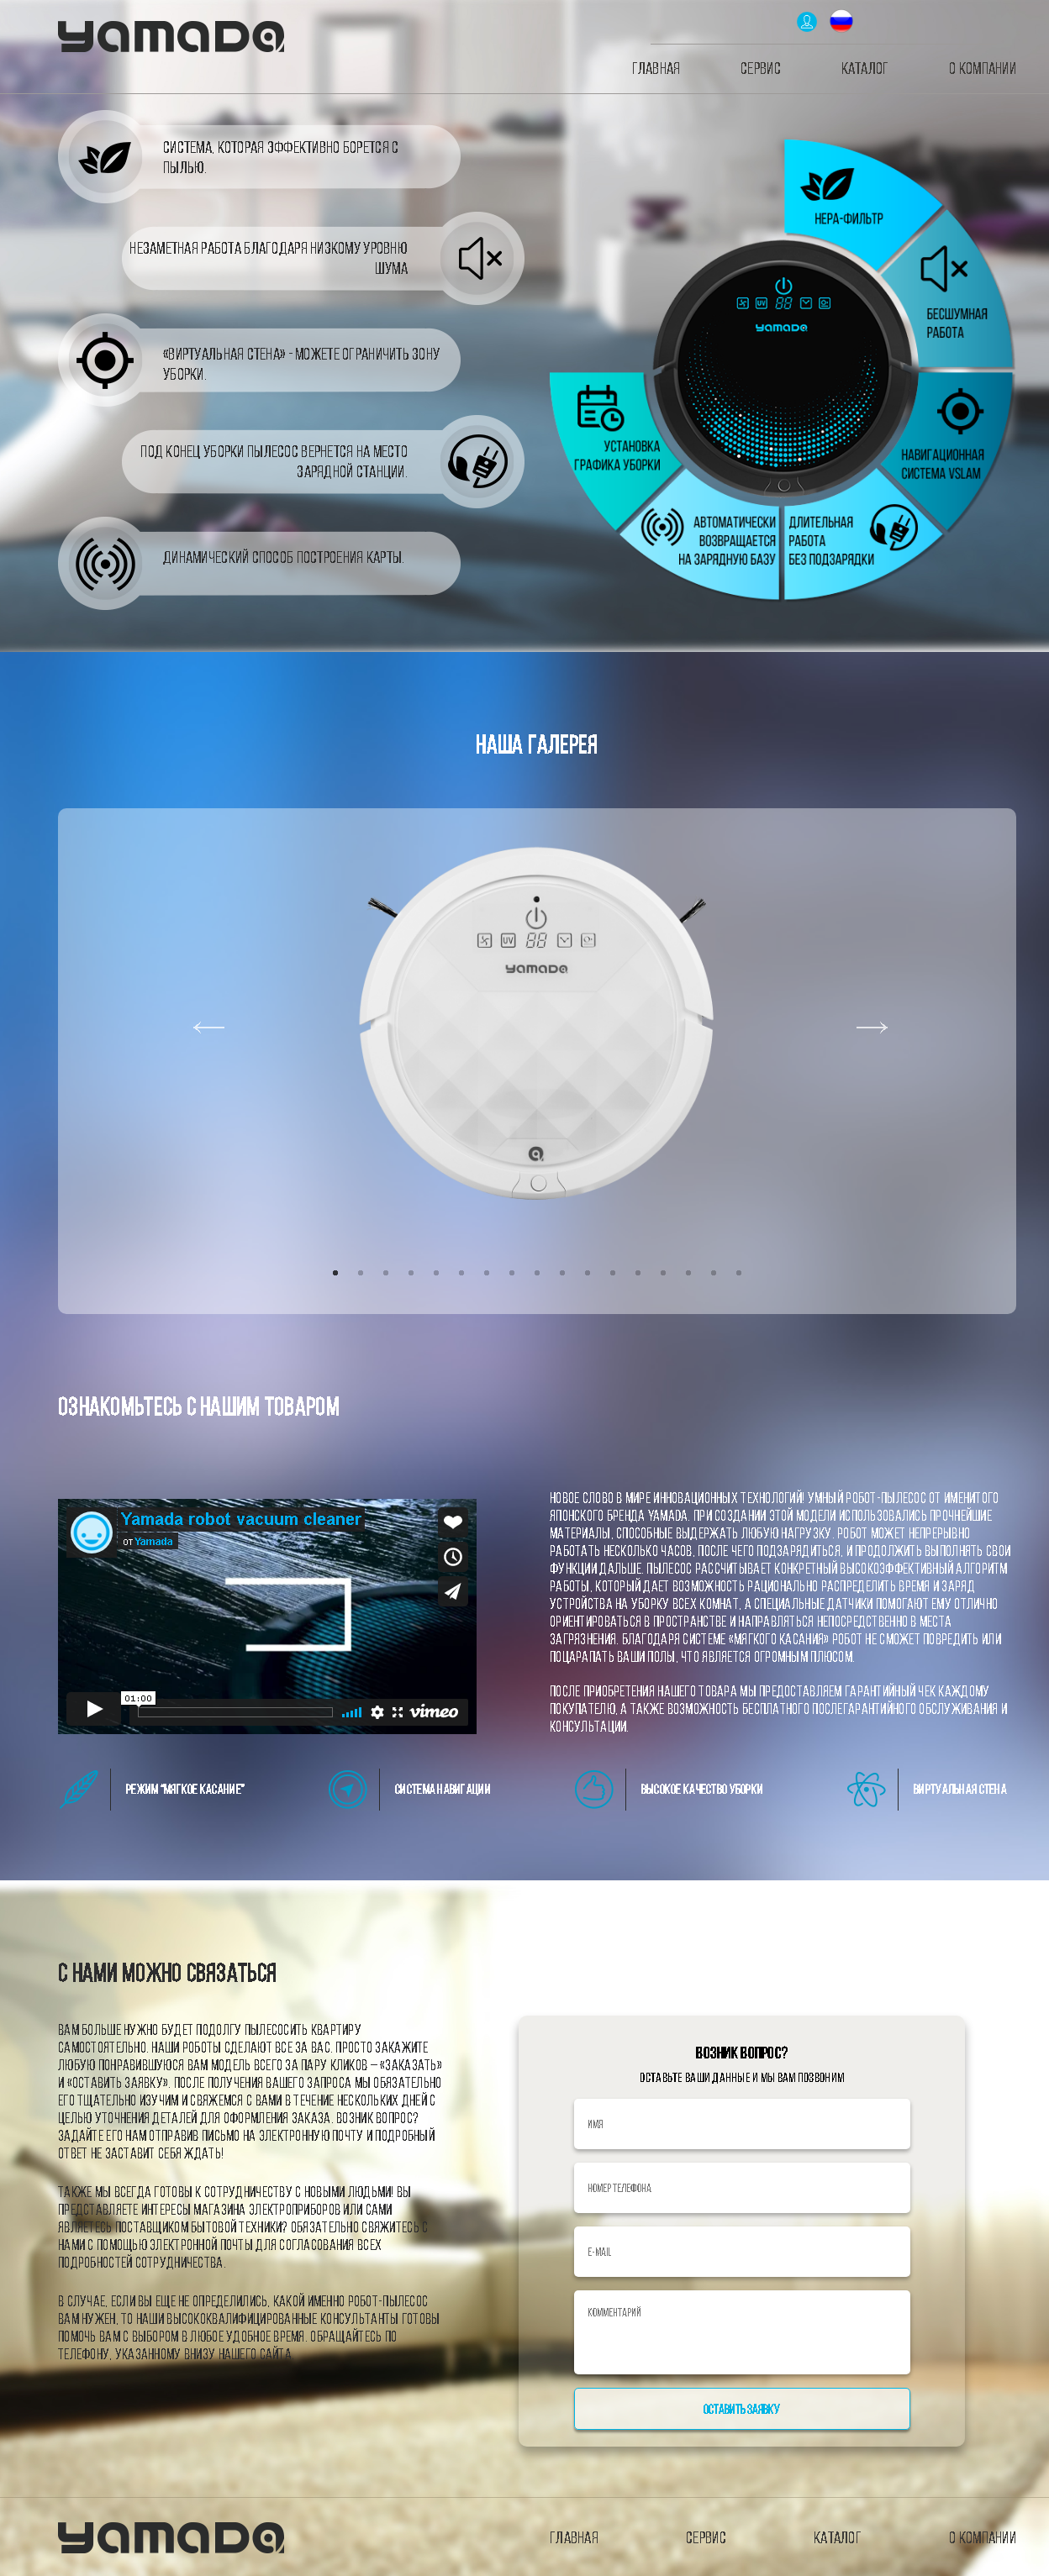 yamada
ГЛАВНАЯ
СЕРВИС
КАТАЛОГ
О КОМПАНИИ
СИСТЕМА, КОТОРАЯ ЭФФЕКТИВНО БОРЕТСЯ С
ПЫЛЬЮ.
НЕЗАМЕТНАЯ РАБОТА БЛАГОДАРЯ НИЗКОМУ УРОВНЮ
ШУМА
«ВИРТУАЛЬНАЯ СТЕНА» - МОЖЕТЕ ОГРАНИЧИТЬ ЗОНУ
УБОРКИ.
ПОД КОНЕЦ УБОРКИ ПЫЛЕСОС ВЕРНЕТСЯ НА МЕСТО
ЗАРЯДНОЙ СТАНЦИИ.
ДИНАМИЧЕСКИЙ СПОСОБ ПОСТРОЕНИЯ КАРТЫ.
НЕРА-ФИЛЬТР
БЕСШУМНАЯ
РАБОТА
UV 88
yamada
НАВИГАЦИОННАЯ
СИСТЕМА VSLAM
УСТАНОВКА
ГРАФИКА УБОРКИ
АВТОМАТИЧЕСКИ
ВОЗВРАЩАЕТСЯ
НА ЗАРЯДНУЮ БАЗУ
ДЛИТЕЛЬНАЯ
РАБОТА
БЕЗ ПОДЗАРЯДКИ
НАША ГАЛЕРЕЯ
UV 88
yamada
ОЗНАКОМЬТЕСЬ С НАШИМ ТОВАРОМ
Yamada robot vacuum cleaner
от Yamada
01:00
vimeo
НОВОЕ СЛОВО В МИРЕ ИННОВАЦИОННЫХ ТЕХНОЛОГИЙ! УМНЫЙ РОБОТ-ПЫЛЕСОС ОТ ИМЕНИТОГО
ЯПОНСКОГО БРЕНДА YAMADA. ПРИ СОЗДАНИИ ЭТОЙ МОДЕЛИ ИСПОЛЬЗОВАЛИСЬ ПРОЧНЕЙШИЕ
МАТЕРИАЛЫ, СПОСОБНЫЕ ВЫДЕРЖАТЬ ЛЮБУЮ НАГРУЗКУ. РОБОТ МОЖЕТ НЕПРЕРЫВНО
РАБОТАТЬ НЕСКОЛЬКО ЧАСОВ, ПОСЛЕ ЧЕГО ПОДЗАРЯДИТЬСЯ, И ПРОДОЛЖИТЬ ВЫПОЛНЯТЬ СВОИ
ФУНКЦИИ ДАЛЬШЕ. ПЫЛЕСОС РАССЧИТЫВАЕТ КОНКРЕТНЫЙ ВЫСОКОЭФФЕКТИВНЫЙ АЛГОРИТМ
РАБОТЫ, КОТОРЫЙ ДАЕТ ВОЗМОЖНОСТЬ РАЦИОНАЛЬНО РАСПРЕДЕЛИТЬ ВРЕМЯ И ЗАРЯД
УСТРОЙСТВА НА УБОРКУ ВСЕХ КОМНАТ, А СПЕЦИАЛЬНЫЕ ДАТЧИКИ ПОМОГАЮТ ЕМУ ОТЛИЧНО
ОРИЕНТИРОВАТЬСЯ В ПРОСТРАНСТВЕ И НАПРАВЛЯТЬСЯ НЕПОСРЕДСТВЕННО В МЕСТА
ЗАГРЯЗНЕНИЯ. БЛАГОДАРЯ СИСТЕМЕ «МЯГКОГО КАСАНИЯ» РОБОТ НЕ СМОЖЕТ ПОВРЕДИТЬ ИЛИ
ПОЦАРАПАТЬ ВАШИ ПОЛЫ, ЧТО ЯВЛЯЕТСЯ ОГРОМНЫМ ПЛЮСОМ.
ПОСЛЕ ПРИОБРЕТЕНИЯ НАШЕГО ТОВАРА МЫ ПРЕДОСТАВЛЯЕМ ГАРАНТИЙНЫЙ ЧЕК КАЖДОМУ
ПОКУПАТЕЛЮ, А ТАКЖЕ ВОЗМОЖНОСТЬ БЕСПЛАТНОГО ПОСЛЕГАРАНТИЙНОГО ОБСЛУЖИВАНИЯ И
КОНСУЛЬТАЦИИ.
РЕЖИМ "МЯГКОЕ КАСАНИЕ"
СИСТЕМА НАВИГАЦИИ
ВЫСОКОЕ КАЧЕСТВО УБОРКИ
ВИРТУАЛЬНАЯ СТЕНА
С НАМИ МОЖНО СВЯЗАТЬСЯ
ВАМ БОЛЬШЕ НУЖНО БУДЕТ ПОДОЛГУ ПЫЛЕСОСИТЬ КВАРТИРУ
САМОСТОЯТЕЛЬНО. НАШИ РОБОТЫ СДЕЛАЮТ ВСЕ ЗА ВАС. ПРОСТО ЗАКАЖИТЕ
ЛЮБУЮ ПОНРАВИВШУЮСЯ ВАМ МОДЕЛЬ ВСЕГО ЗА ПАРУ КЛИКОВ – «ЗАКАЗАТЬ»
И «ОСТАВИТЬ ЗАЯВКУ». ПОСЛЕ ПОЛУЧЕНИЯ ВАШЕГО ЗАПРОСА МЫ ОБЯЗАТЕЛЬНО
ЕГО ТЩАТЕЛЬНО ИЗУЧИМ И СВЯЖЕМСЯ С ВАМИ В ТЕЧЕНИЕ НЕСКОЛЬКИХ ДНЕЙ С
ЦЕЛЬЮ УТОЧНЕНИЯ ДЕТАЛЕЙ ДЛЯ ОФОРМЛЕНИЯ ЗАКАЗА. ВОЗНИК ВОПРОС?
ЗАДАЙТЕ ЕГО НАМ ОТПРАВИВ ПИСЬМО НА ЭЛЕКТРОННУЮ ПОЧТУ И ПОДРОБНЫЙ
ОТВЕТ НЕ ЗАСТАВИТ СЕБЯ ЖДАТЬ!
ТАКЖЕ МЫ ВСЕГДА ГОТОВЫ К СОТРУДНИЧЕСТВУ С НОВЫМИ ЛЮДЬМИ! ВЫ
ПРЕДСТАВЛЯЕТЕ ИНТЕРЕСЫ МАГАЗИНА ЭЛЕКТРОПРИБОРОВ ИЛИ САМИ
ЯВЛЯЕТЕСЬ ПОСТАВЩИКОМ БЫТОВОЙ ТЕХНИКИ? ОБЯЗАТЕЛЬНО СВЯЖИТЕСЬ С
НАМИ С ПОМОЩЬЮ ЭЛЕКТРОННОЙ ПОЧТЫ ДЛЯ СОГЛАСОВАНИЯ ВСЕХ
ПОДРОБНОСТЕЙ СОТРУДНИЧЕСТВА.
В СЛУЧАЕ, ЕСЛИ ВЫ ЕЩЕ НЕ ОПРЕДЕЛИЛИСЬ, КАКОЙ ИМЕННО РОБОТ-ПЫЛЕСОС
ВАМ НУЖЕН, ТО НАШИ ВЫСОКОКВАЛИФИЦИРОВАННЫЕ КОНСУЛЬТАНТЫ ГОТОВЫ
ПОМОЧЬ ВАМ С ВЫБОРОМ В ЛЮБОЕ УДОБНОЕ ВРЕМЯ. ОБРАЩАЙТЕСЬ ПО
ТЕЛЕФОНУ, УКАЗАННОМУ ВНИЗУ НАШЕГО САЙТА.
ВОЗНИК ВОПРОС?
ОСТАВЬТЕ ВАШИ ДАННЫЕ И МЫ ВАМ ПОЗВОНИМ
ИМЯ
НОМЕР ТЕЛЕФОНА
E-MAIL
КОММЕНТАРИЙ
ОСТАВИТЬ ЗАЯВКУ
yamada
ГЛАВНАЯ
СЕРВИС
КАТАЛОГ
О КОМПАНИИ